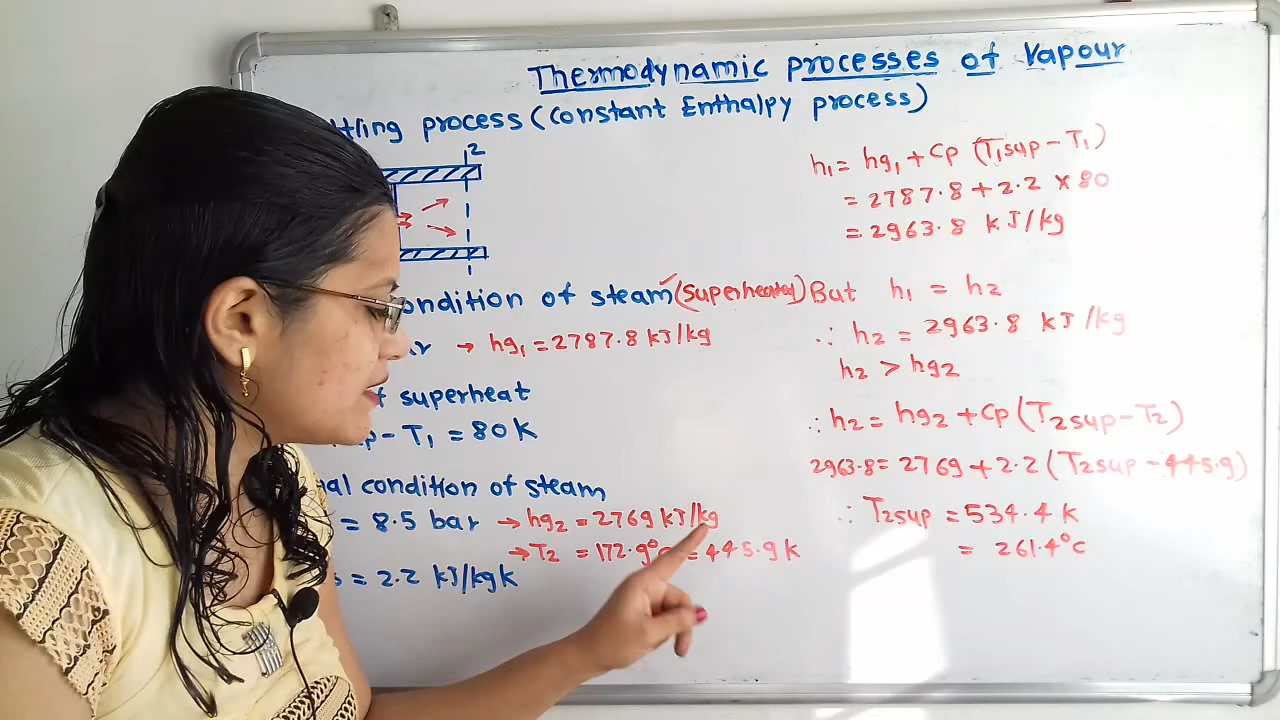 Thermodynamic processes of Vapour
process (Constant Enthalpy process)
2
condition of steam (superheated)
→ hg₁ = 2787.8 kJ/kg
superheat
- T₁ = 80 K
condition of steam
= 8.5 bar → hg₂ = 2769 kJ/kg
→ T₂ = 172.9°C = 445.9 K
= 2.2 kJ/kg K
h₁ = hg₁ + Cp (T₁sup - T₁)
= 2787.8 + 2.2 × 80
= 2963.8 kJ/kg
But h₁ = h₂
∴ h₂ = 2963.8 kJ/kg
h₂ > hg₂
∴ h₂ = hg₂ + Cp (T₂sup - T₂)
2963.8 = 2769 + 2.2 (T₂sup - 445.9)
∴ T₂sup = 534.4 K
= 261.4°C